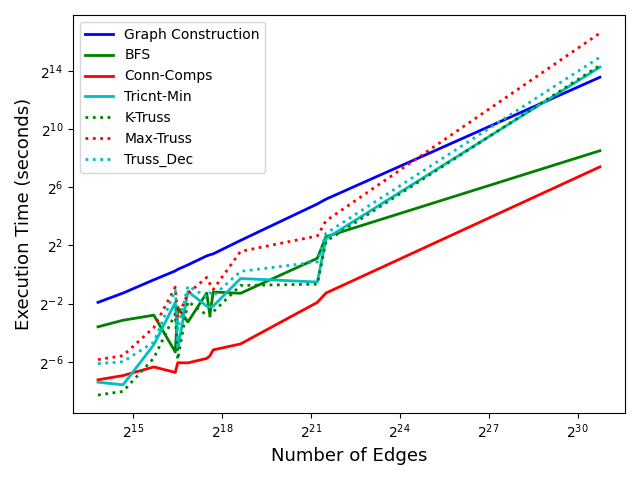 Graph Construction
BFS
Conn-Comps
Tricnt-Min
K-Truss
Max-Truss
Truss_Dec
Execution Time (seconds)
2^14
2^10
2^6
2^2
2^−2
2^−6
2^15 2^18 2^21 2^24 2^27 2^30
Number of Edges